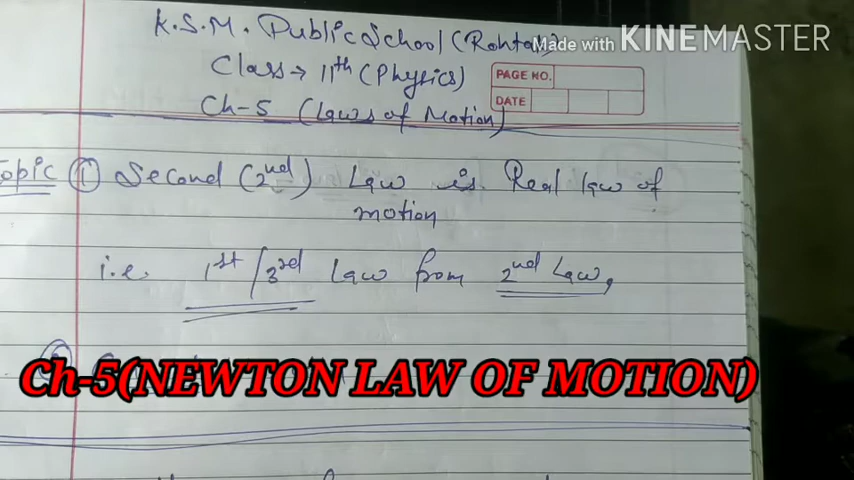 K.S.M. Public School (Rohtak)
Made with KINEMASTER
Class → 11th (Physics)
PAGE NO.
DATE
Ch-5 (Laws of Motion)
Topic ① Second (2nd) Law is Real law of
motion
i.e. 1st/3rd Law from 2nd Law,
Ch-5(NEWTON LAW OF MOTION)